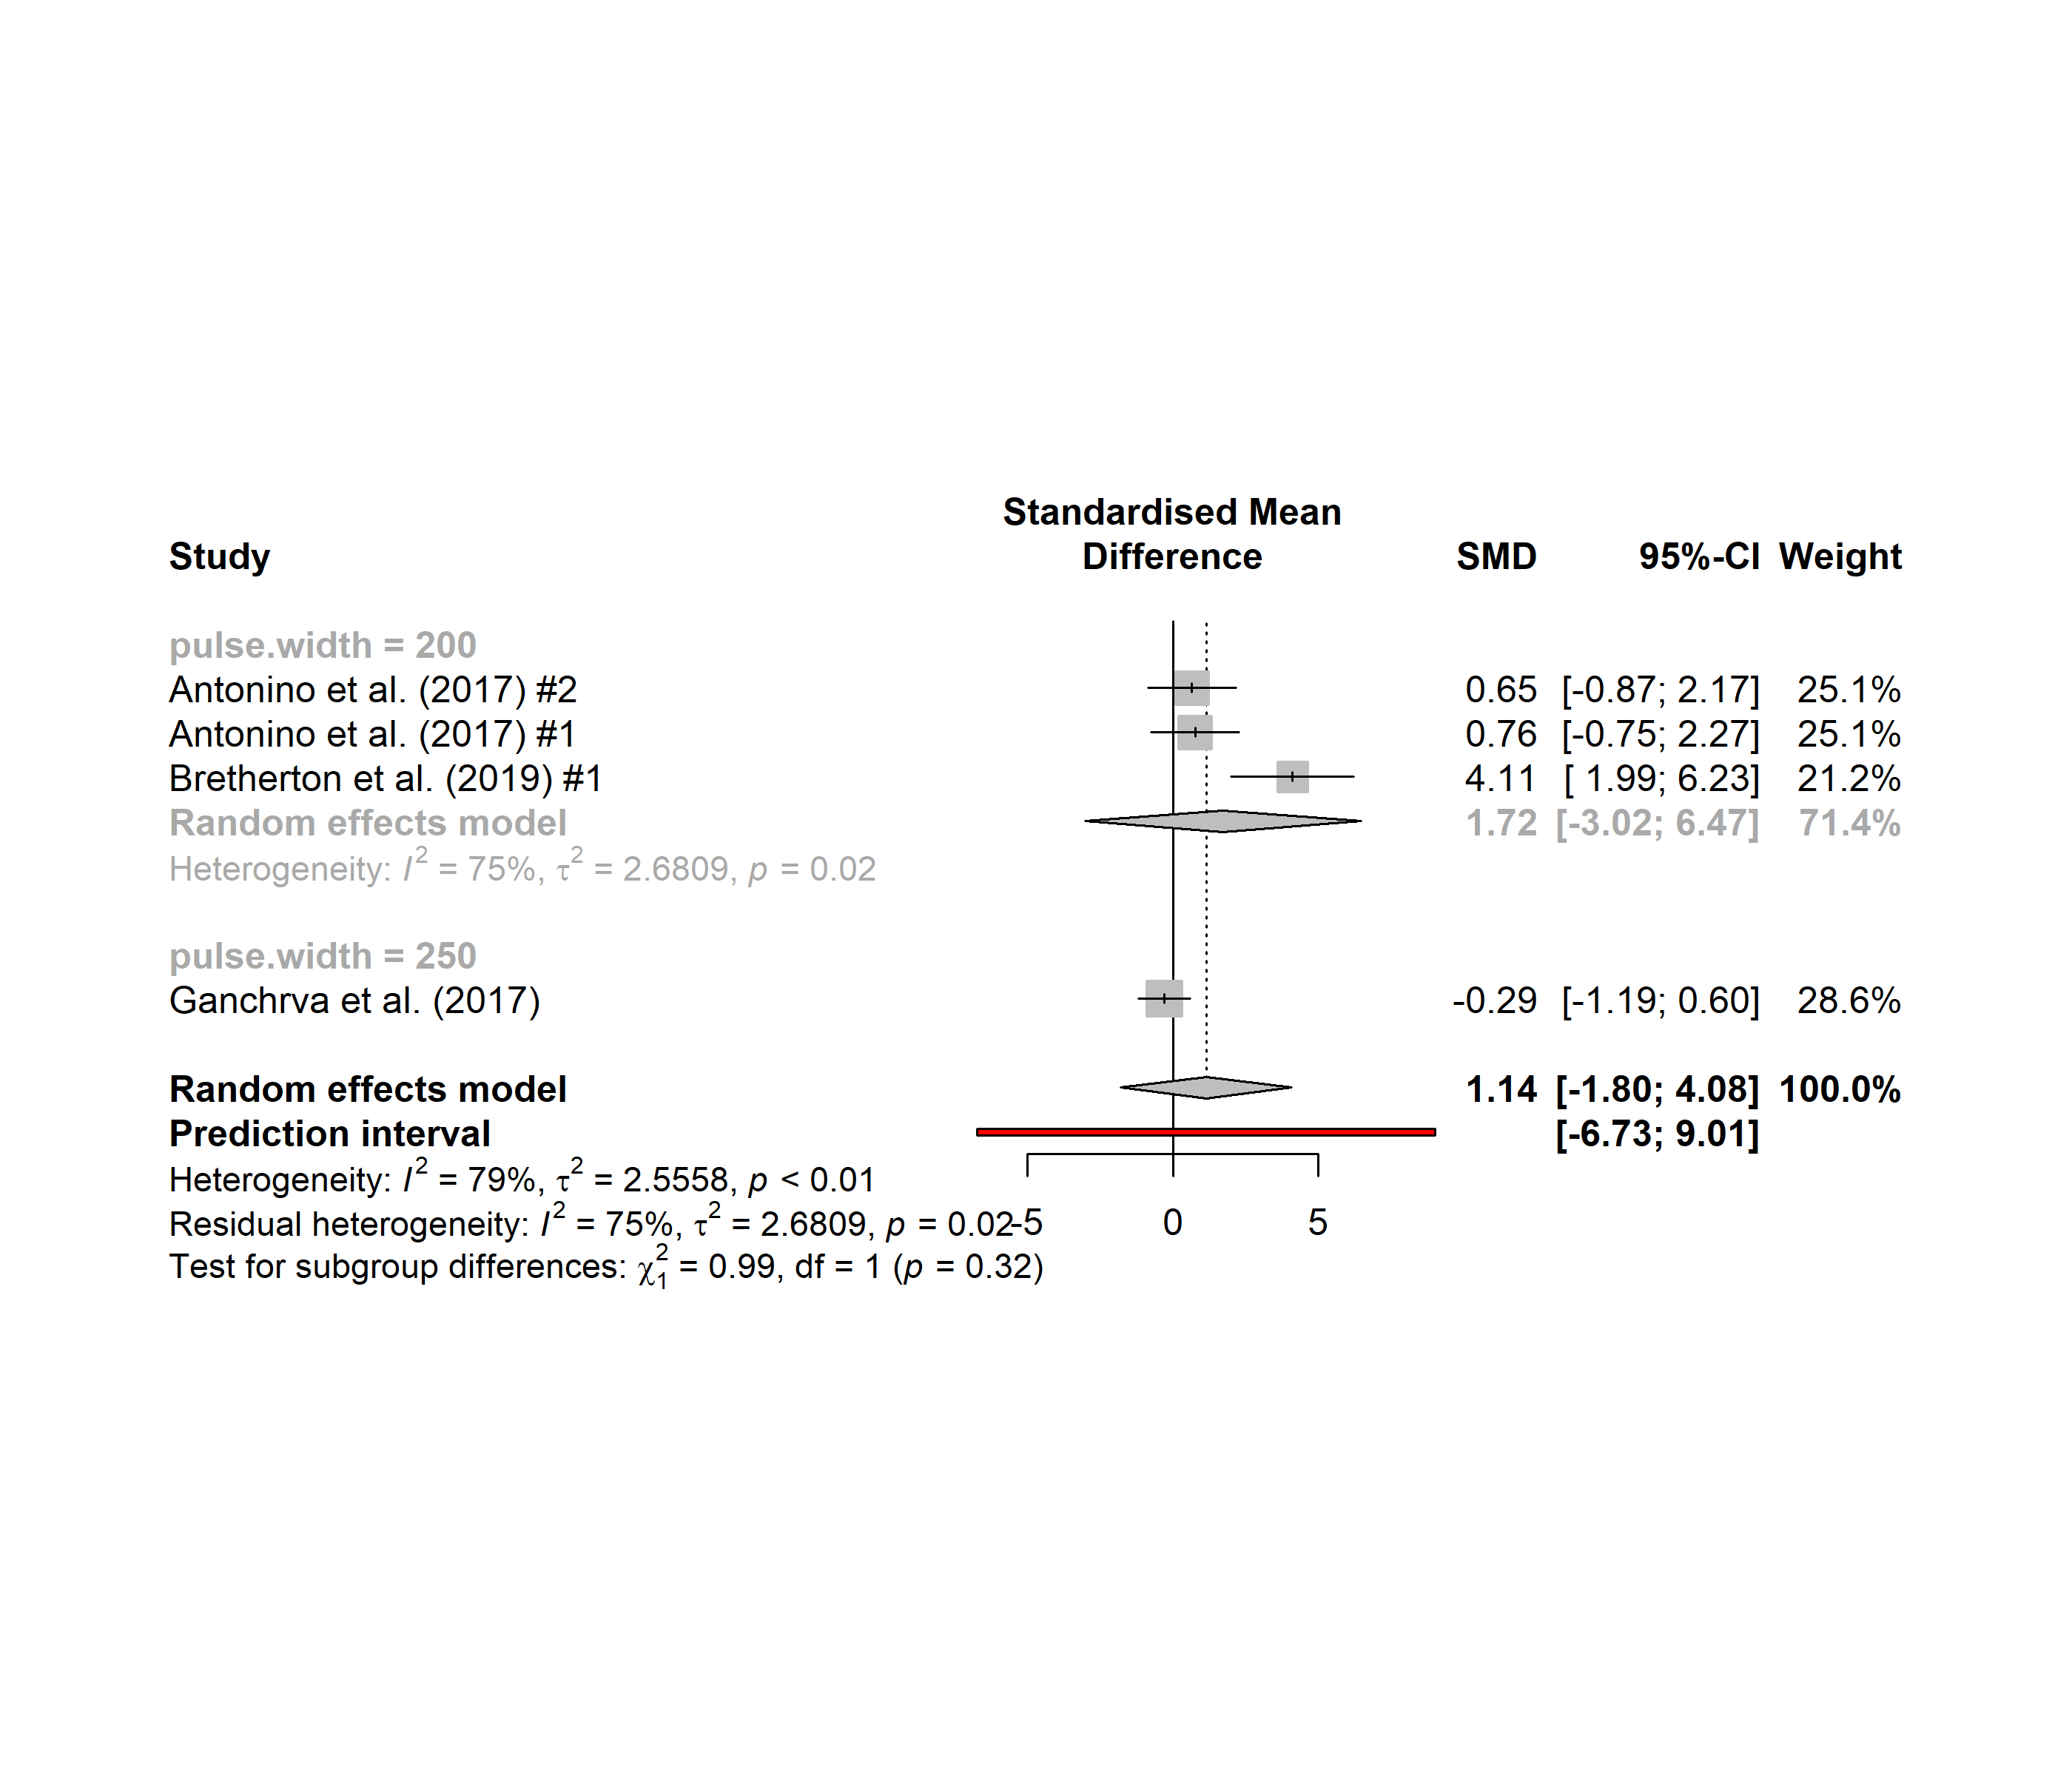 Standardised Mean
Study Difference SMD 95%-CI Weight
pulse.width = 200
Antonino et al. (2017) #2 0.65 [-0.87; 2.17] 25.1%
Antonino et al. (2017) #1 0.76 [-0.75; 2.27] 25.1%
Bretherton et al. (2019) #1 4.11 [ 1.99; 6.23] 21.2%
Random effects model 1.72 [-3.02; 6.47] 71.4%
Heterogeneity: I² = 75%, τ² = 2.6809, p = 0.02
pulse.width = 250
Ganchrva et al. (2017) -0.29 [-1.19; 0.60] 28.6%
Random effects model 1.14 [-1.80; 4.08] 100.0%
Prediction interval [-6.73; 9.01]
Heterogeneity: I² = 79%, τ² = 2.5558, p < 0.01
Residual heterogeneity: I² = 75%, τ² = 2.6809, p = 0.02 -5 0 5
Test for subgroup differences: χ₁² = 0.99, df = 1 (p = 0.32)